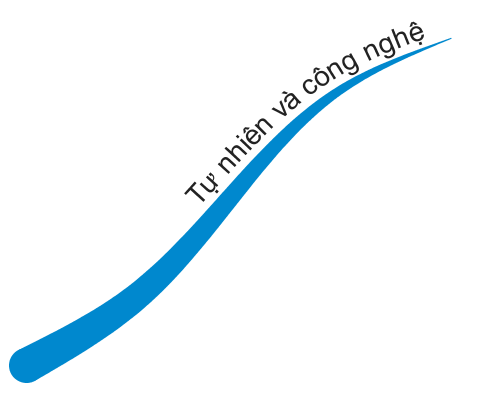 Tự nhiên và công nghệ